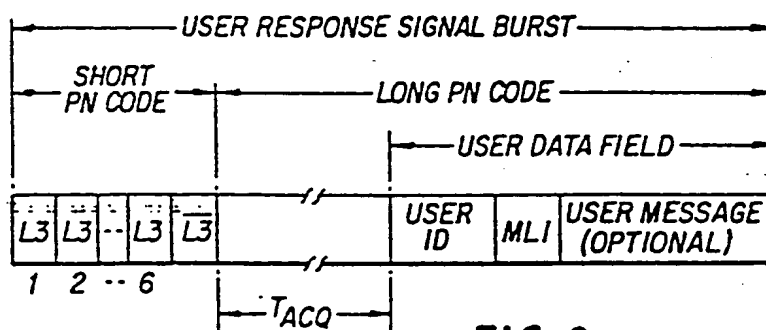 USER RESPONSE SIGNAL BURST
SHORT PN CODE
LONG PN CODE
USER DATA FIELD
L3 L3 -- L3 L3̅ USER ID MLI USER MESSAGE (OPTIONAL)
1 2 -- 6
TACQ